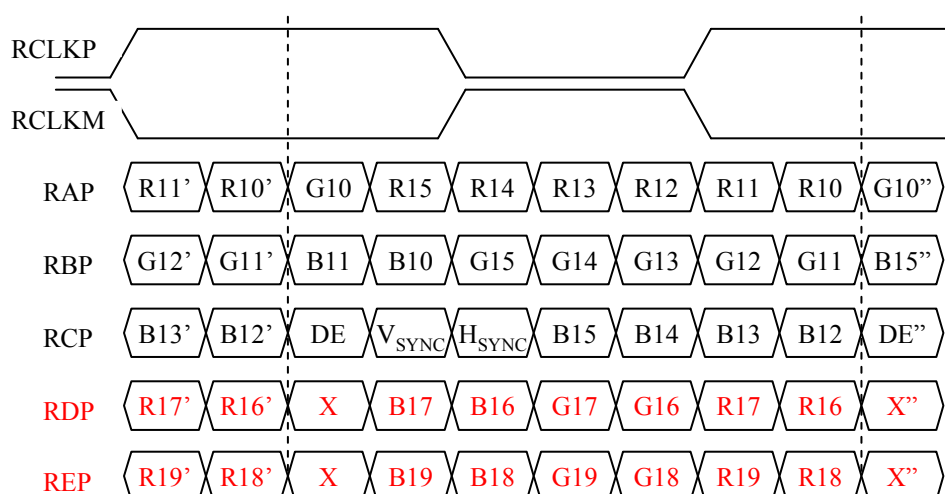 RCLKP
RCLKM
RAP R11’ R10’ G10 R15 R14 R13 R12 R11 R10 G10”
RBP G12’ G11’ B11 B10 G15 G14 G13 G12 G11 B15”
RCP B13’ B12’ DE VSYNC HSYNC B15 B14 B13 B12 DE”
RDP R17’ R16’ X B17 B16 G17 G16 R17 R16 X”
REP R19’ R18’ X B19 B18 G19 G18 R19 R18 X”